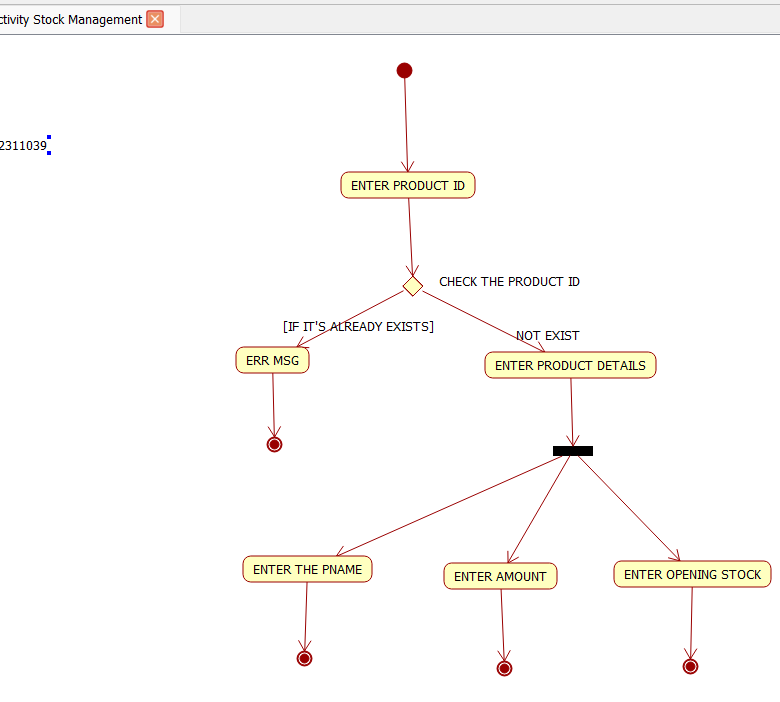 ctivity Stock Management
2311039
ENTER PRODUCT ID
CHECK THE PRODUCT ID
[IF IT'S ALREADY EXISTS]
NOT EXIST
ERR MSG
ENTER PRODUCT DETAILS
ENTER THE PNAME
ENTER AMOUNT
ENTER OPENING STOCK